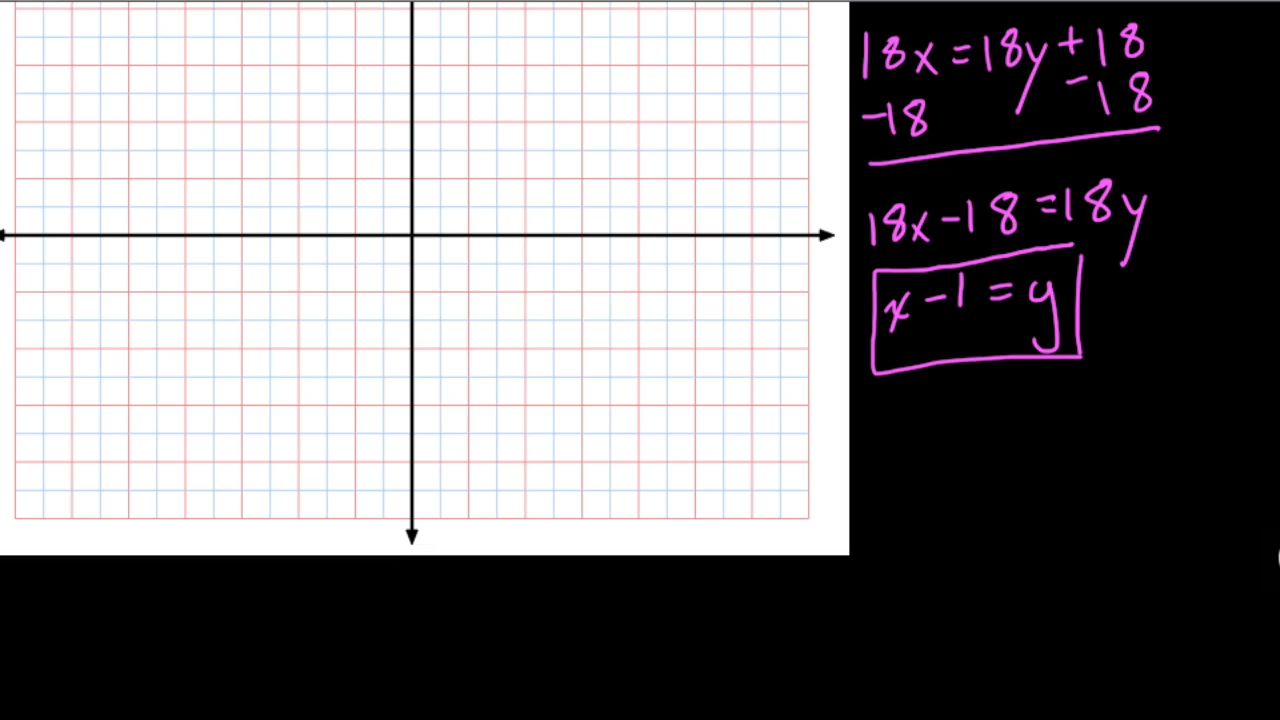 18x = 18y + 18
-18 -18
18x - 18 = 18y
x - 1 = y